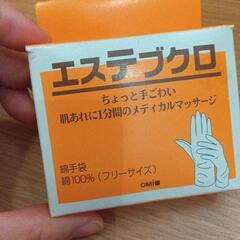 エステブクロ
ちょっと手ごわい
肌あれに1分間のメディカルマッサージ
綿手袋
綿100%(フリーサイズ)
OMI